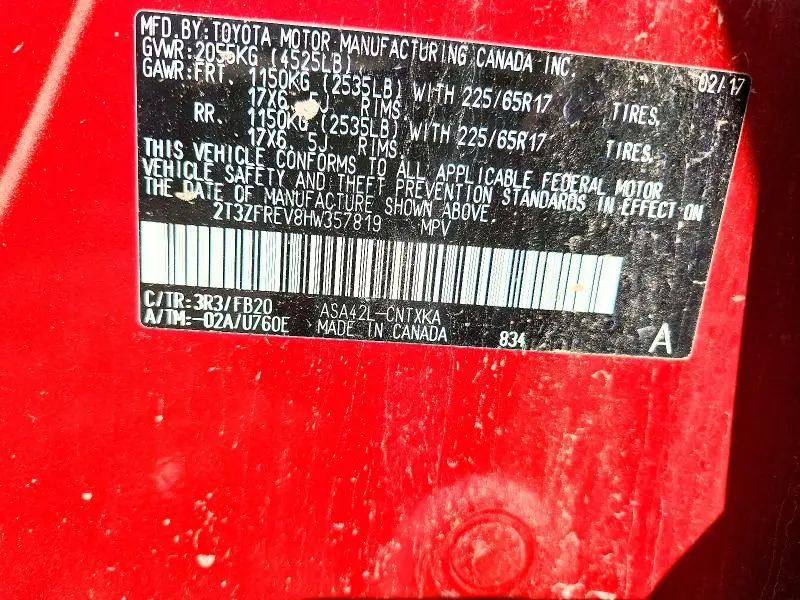 MFD.BY:TOYOTA MOTOR MANUFACTURING CANADA INC.
GVWR:2055KG (4525LB) 02/17
GAWR:FRT. 1150KG (2535LB) WITH 225/65R17 TIRES,
17X6.5J RIMS.
RR. 1150KG (2535LB) WITH 225/65R17 TIRES,
17X6.5J RIMS.
THIS VEHICLE CONFORMS TO ALL APPLICABLE FEDERAL MOTOR
VEHICLE SAFETY AND THEFT PREVENTION STANDARDS IN EFFECT ON
THE DATE OF MANUFACTURE SHOWN ABOVE.
2T3ZFREV8HW357819 MPV
C/TR:3R3/FB20 ASA42L-CNTXKA
A/TM:-02A/U760E MADE IN CANADA 834 A